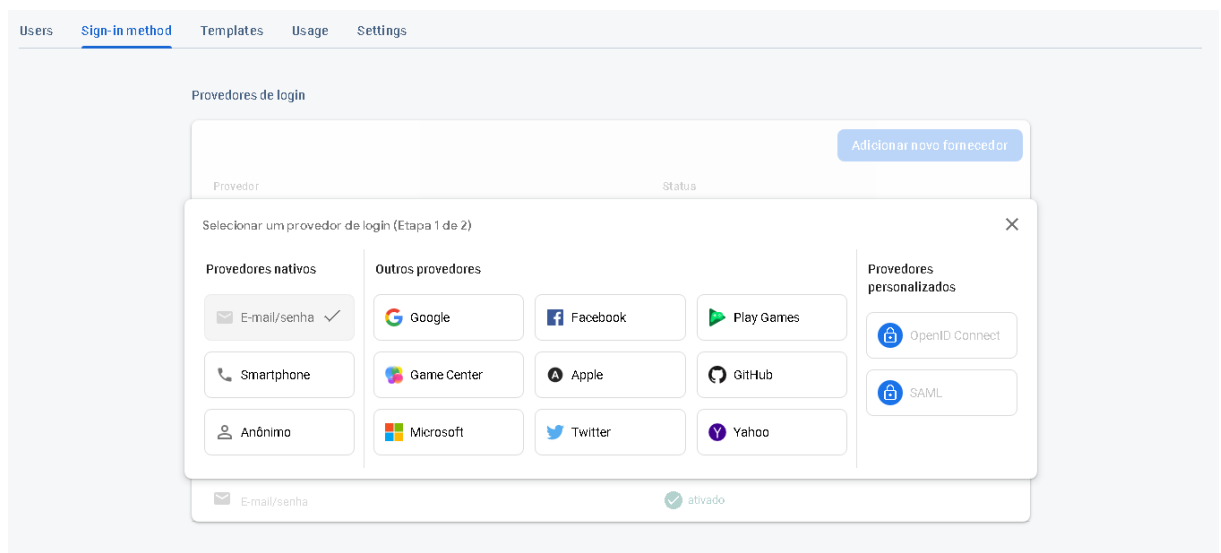 Users Sign-in method Templates Usage Settings
Provedores de login
Adicionar novo fornecedor
Provedor Status
Selecionar um provedor de login (Etapa 1 de 2)
Provedores nativos
E-mail/senha
Smartphone
Anônimo
Outros provedores
Google Facebook Play Games
Game Center Apple GitHub
Microsoft Twitter Yahoo
Provedores
personalizados
OpenID Connect
SAML
E-mail/senha ativado